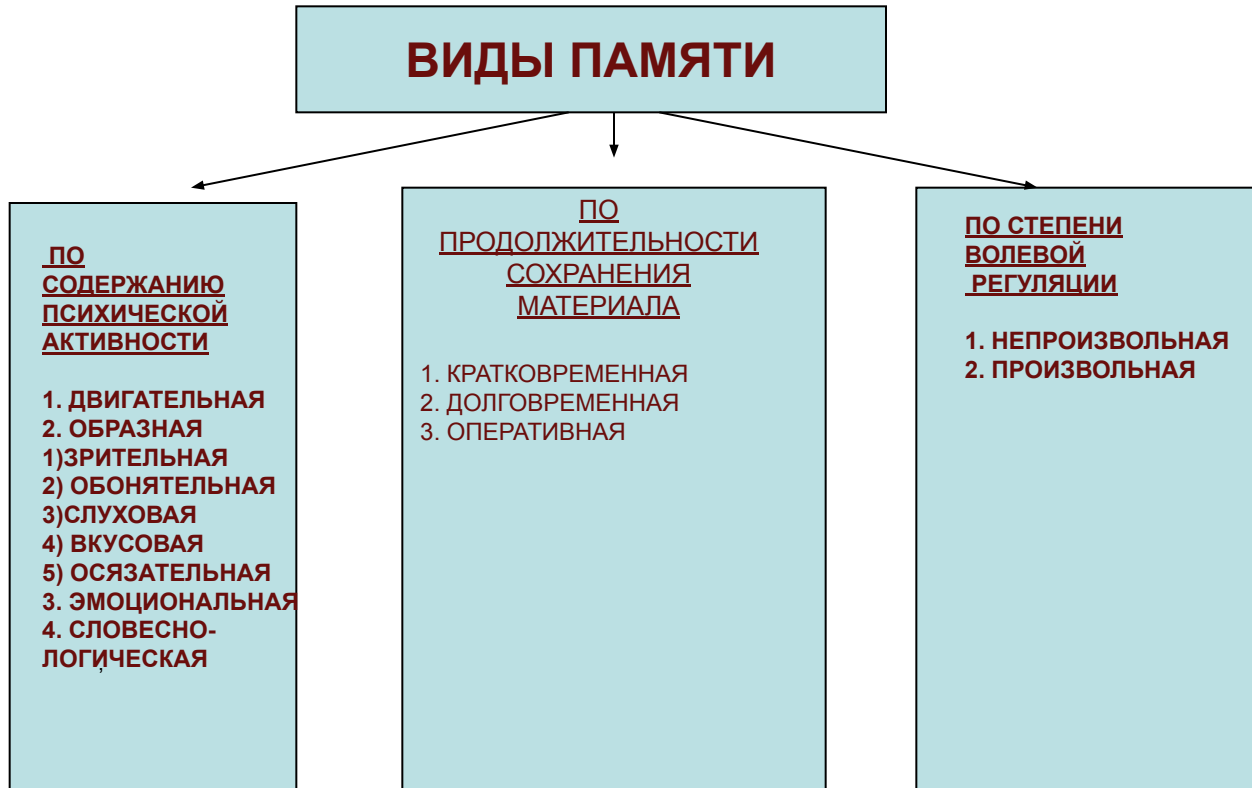 ВИДЫ ПАМЯТИ
ПО
СОДЕРЖАНИЮ
ПСИХИЧЕСКОЙ
АКТИВНОСТИ
1. ДВИГАТЕЛЬНАЯ
2. ОБРАЗНАЯ
1)ЗРИТЕЛЬНАЯ
2) ОБОНЯТЕЛЬНАЯ
3)СЛУХОВАЯ
4) ВКУСОВАЯ
5) ОСЯЗАТЕЛЬНАЯ
3. ЭМОЦИОНАЛЬНАЯ
4. СЛОВЕСНО-
ЛОГИЧЕСКАЯ
,
ПО
ПРОДОЛЖИТЕЛЬНОСТИ
СОХРАНЕНИЯ
МАТЕРИАЛА
1. КРАТКОВРЕМЕННАЯ
2. ДОЛГОВРЕМЕННАЯ
3. ОПЕРАТИВНАЯ
ПО СТЕПЕНИ
ВОЛЕВОЙ
РЕГУЛЯЦИИ
1. НЕПРОИЗВОЛЬНАЯ
2. ПРОИЗВОЛЬНАЯ